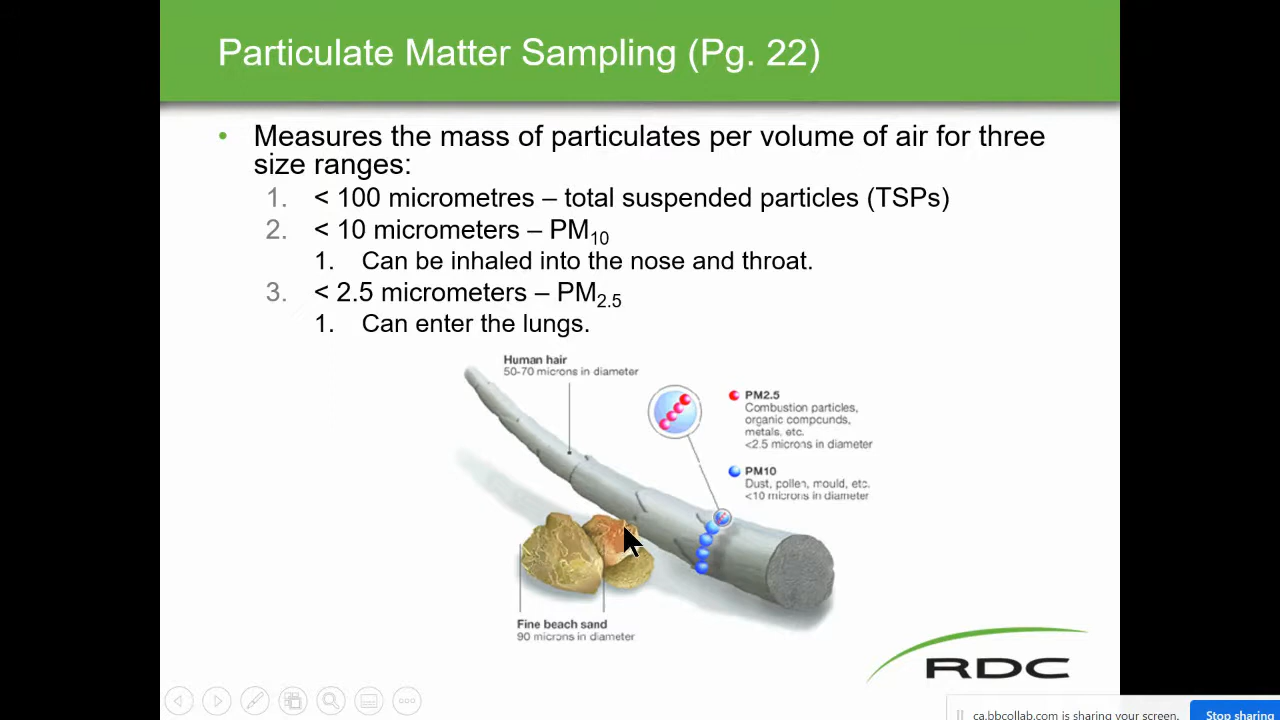 Particulate Matter Sampling (Pg. 22)
• Measures the mass of particulates per volume of air for three
size ranges:
1. < 100 micrometres – total suspended particles (TSPs)
2. < 10 micrometers – PM10
1. Can be inhaled into the nose and throat.
3. < 2.5 micrometers – PM2.5
1. Can enter the lungs.
Human hair
50-70 microns in diameter
PM2.5
Combustion particles,
organic compounds,
metals, etc.
<2.5 microns in diameter
PM10
Dust, pollen, mould, etc.
<10 microns in diameter
Fine beach sand
90 microns in diameter
RDC
ca.bbcollab.com is sharing your screen.
Stop sharing